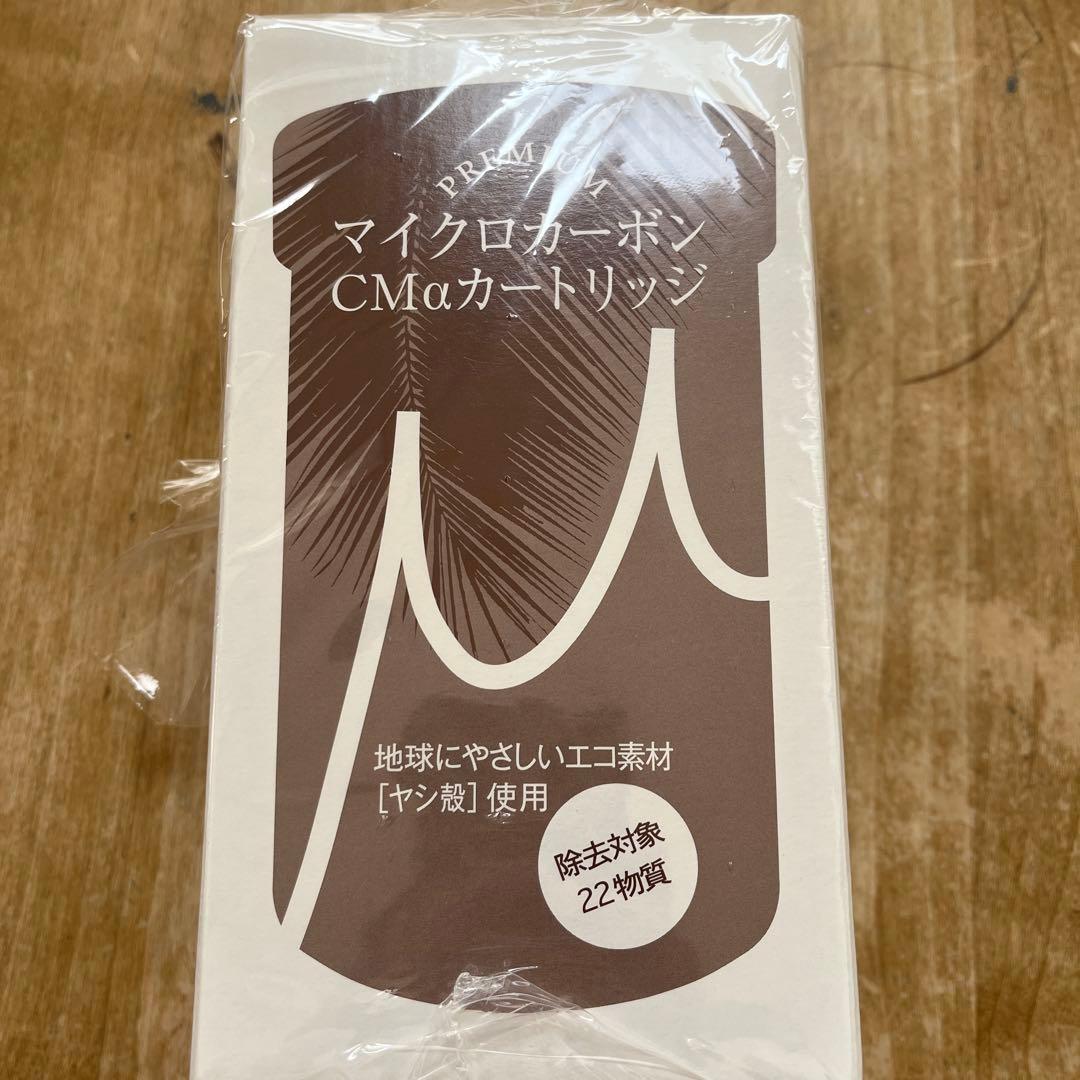 PREMIUM
マイクロカーボン
CMαカートリッジ
μ
地球にやさしいエコ素材
[ヤシ殻]使用
除去対象
22物質